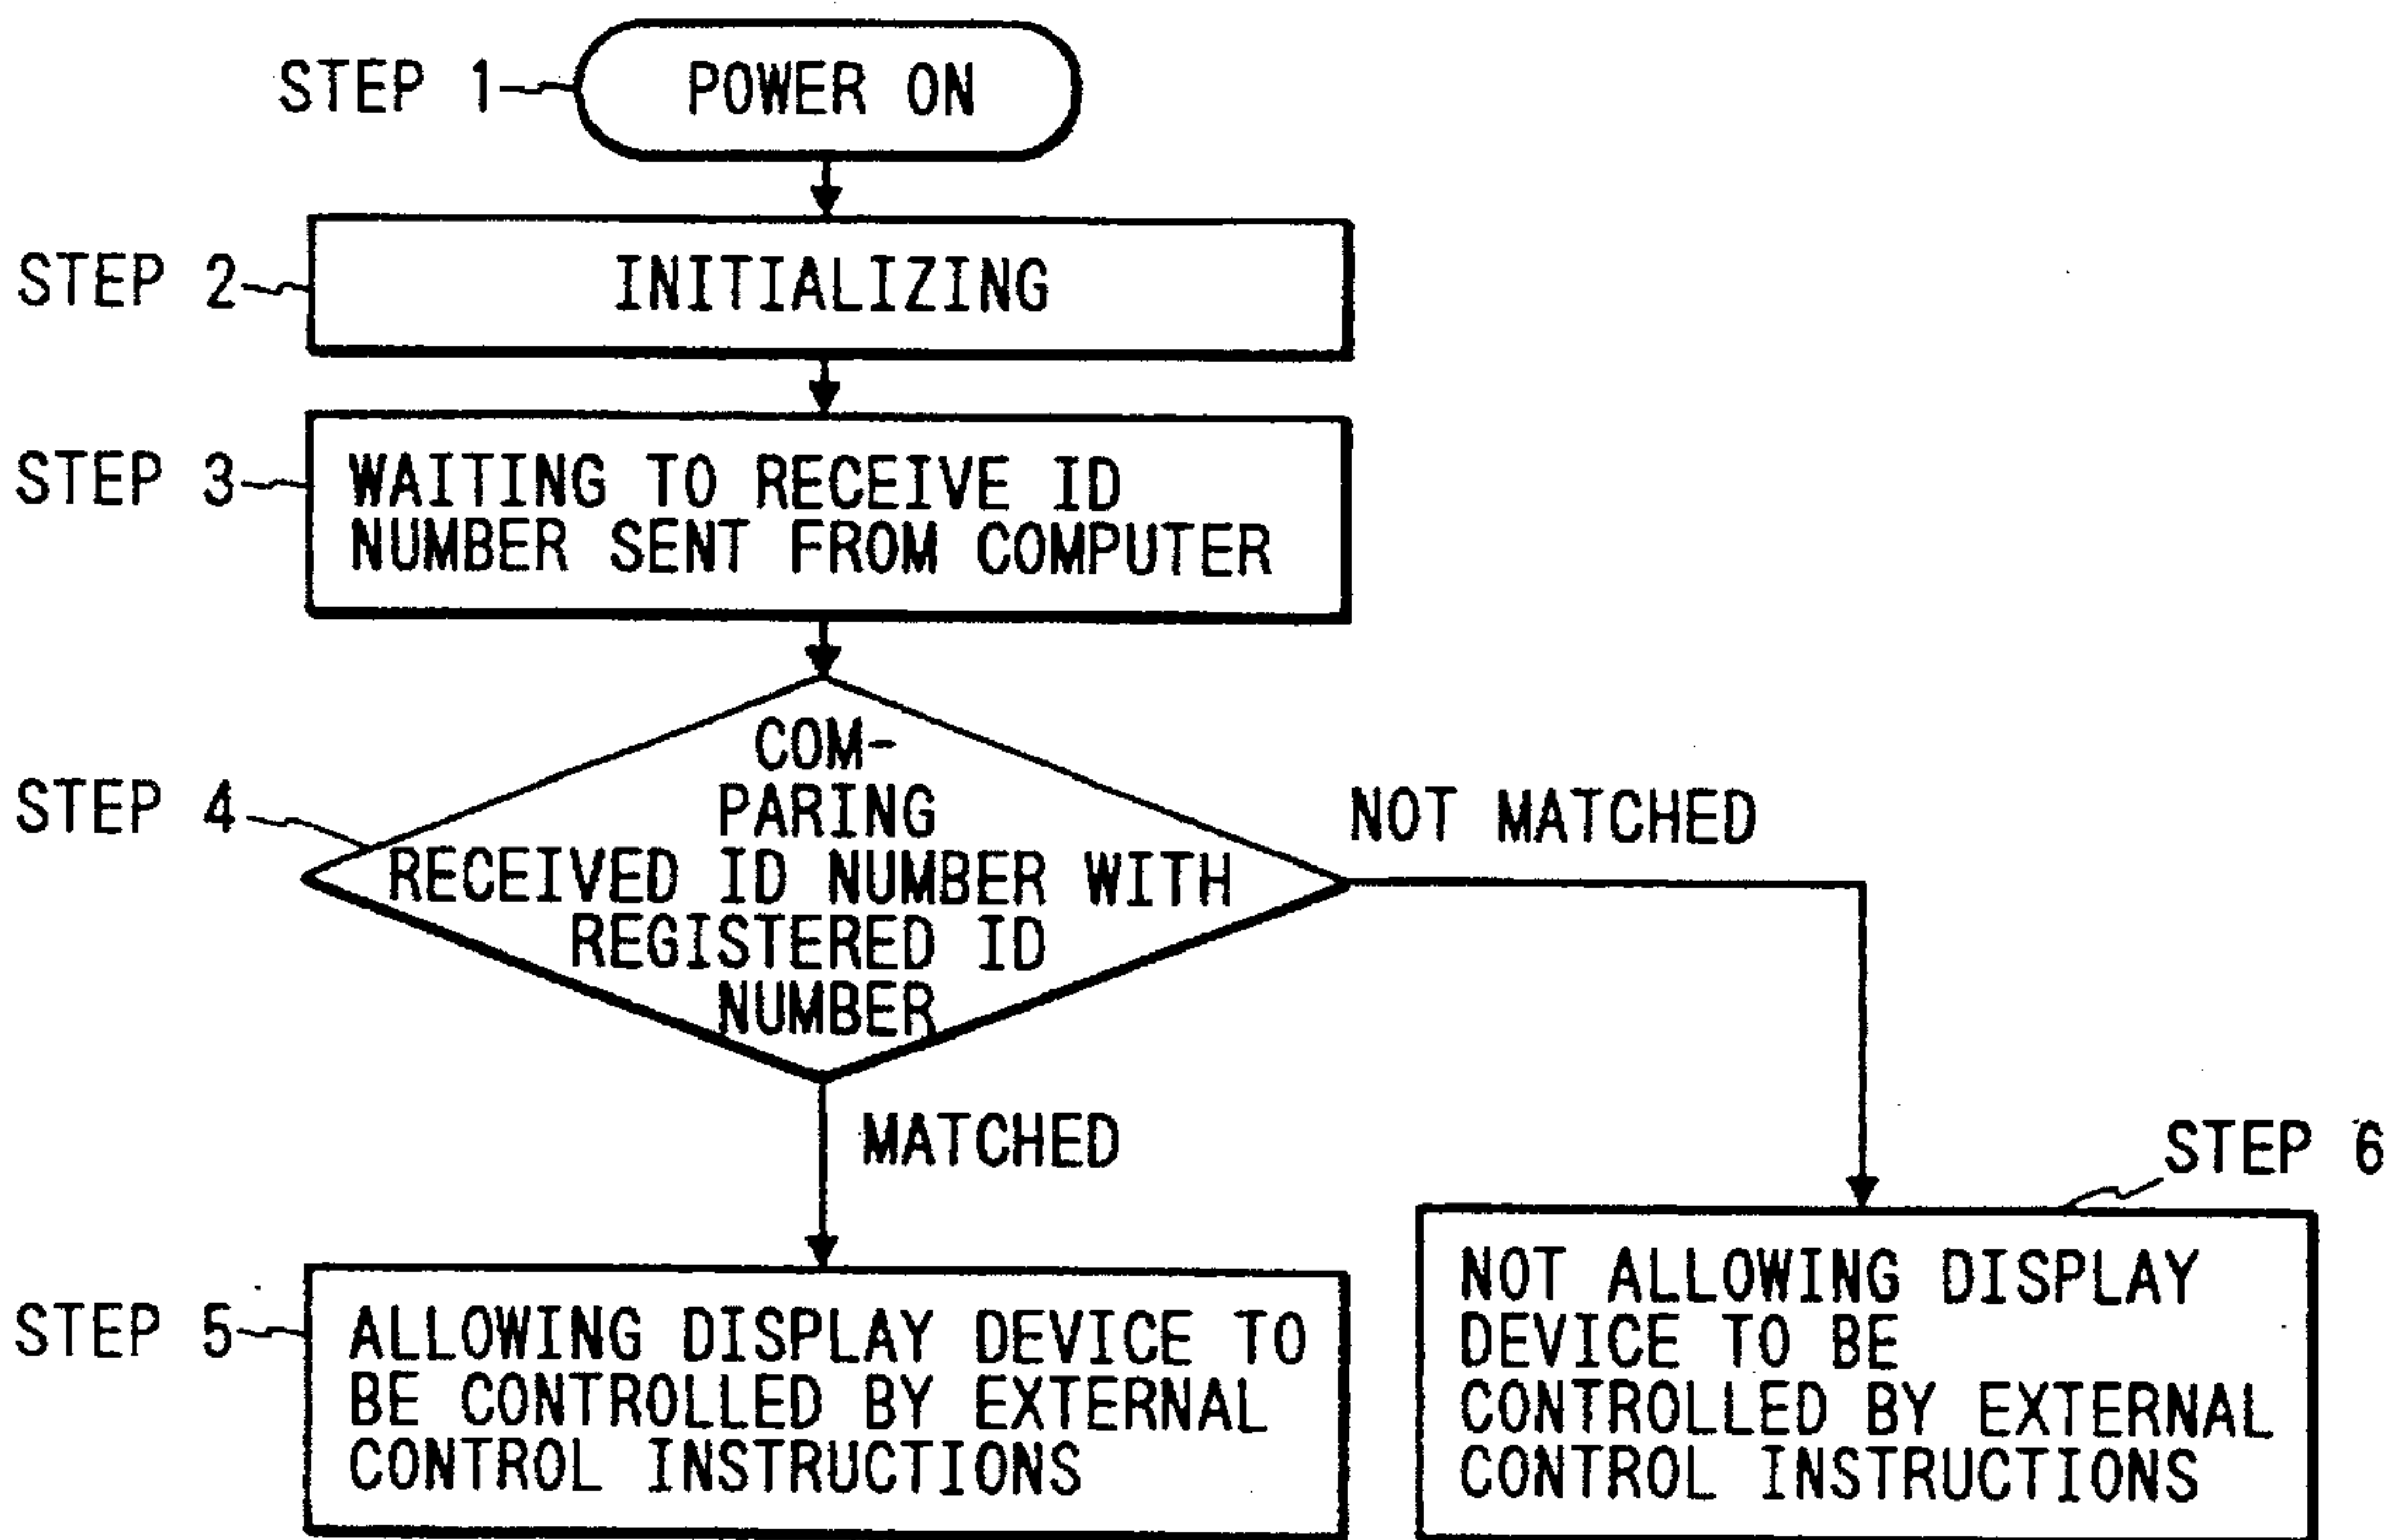 STEP 1
POWER ON
STEP 2
INITIALIZING
STEP 3
WAITING TO RECEIVE ID
NUMBER SENT FROM COMPUTER
STEP 4
COM-
PARING
RECEIVED ID NUMBER WITH
REGISTERED ID
NUMBER
NOT MATCHED
MATCHED
STEP 5
ALLOWING DISPLAY DEVICE TO
BE CONTROLLED BY EXTERNAL
CONTROL INSTRUCTIONS
STEP 6
NOT ALLOWING DISPLAY
DEVICE TO BE
CONTROLLED BY EXTERNAL
CONTROL INSTRUCTIONS